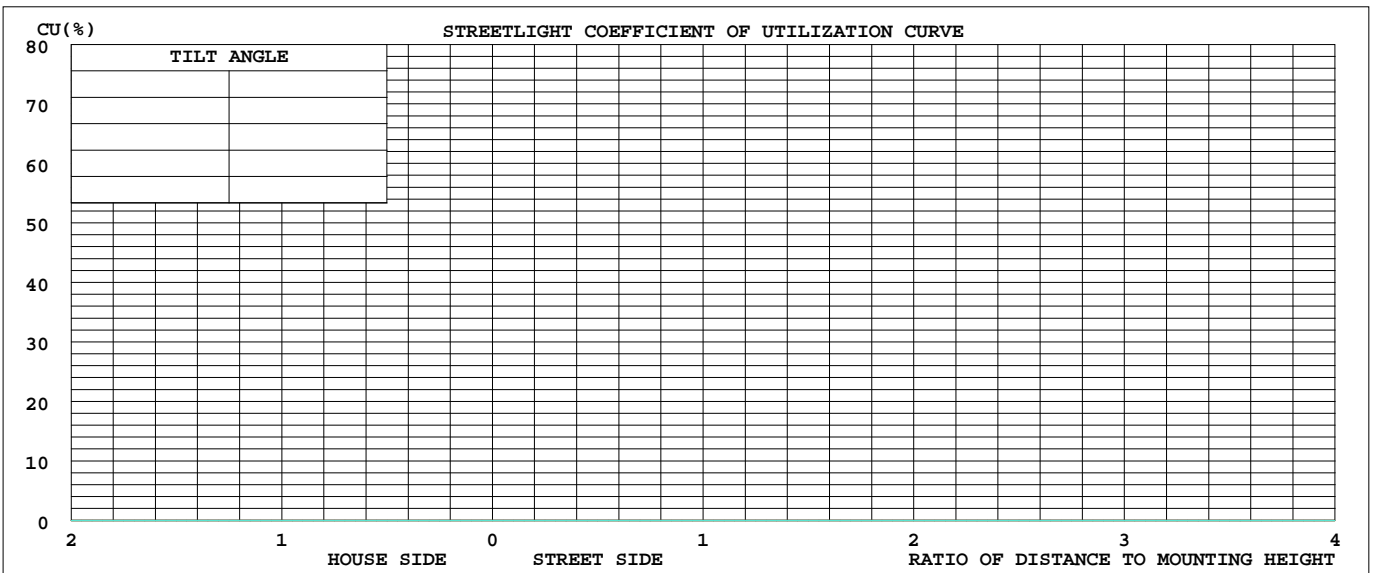 CU(%) STREETLIGHT COEFFICIENT OF UTILIZATION CURVE
80
TILT ANGLE
70
60
50
40
30
20
10
0
2 1 0 1 2 3 4
HOUSE SIDE STREET SIDE RATIO OF DISTANCE TO MOUNTING HEIGHT